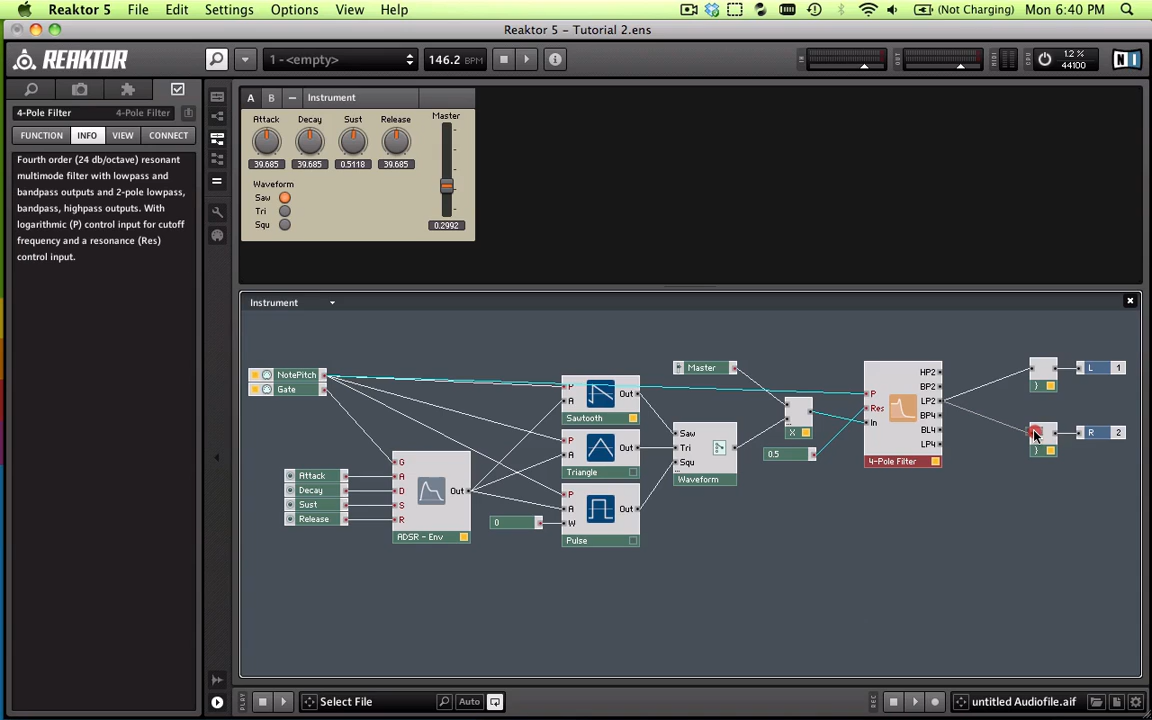 Reaktor 5 File Edit Settings Options View Help (Not Charging) Mon 6:40 PM
Reaktor 5 – Tutorial 2.ens
REAKTOR 1 - <empty> 146.2 BPM i 1.2 % 44100 NI
4-Pole Filter 4-Pole Filter
FUNCTION INFO VIEW CONNECT
Fourth order (24 db/octave) resonant
multimode filter with lowpass and
bandpass outputs and 2-pole lowpass,
bandpass, highpass outputs. With
logarithmic (P) control input for cutoff
frequency and a resonance (Res)
control input.
A B Instrument
Attack Decay Sust Release Master
39.685 39.685 0.5118 39.685
Waveform
Saw
Tri
Squ
0.2992
Instrument
NotePitch
Gate
Attack
Decay
Sust
Release
G
A
D
S
R
Out
ADSR - Env
P
A
Out
Sawtooth
P
A
Out
Triangle
0
P
A
W
Out
Pulse
Saw
Tri
Squ
Waveform
Master
X
0.5
P
Res
In
HP2
BP2
LP2
BP4
BL4
LP4
4-Pole Filter
}
L 1
}
R 2
PLAY Select File Auto REC untitled Audiofile.aif